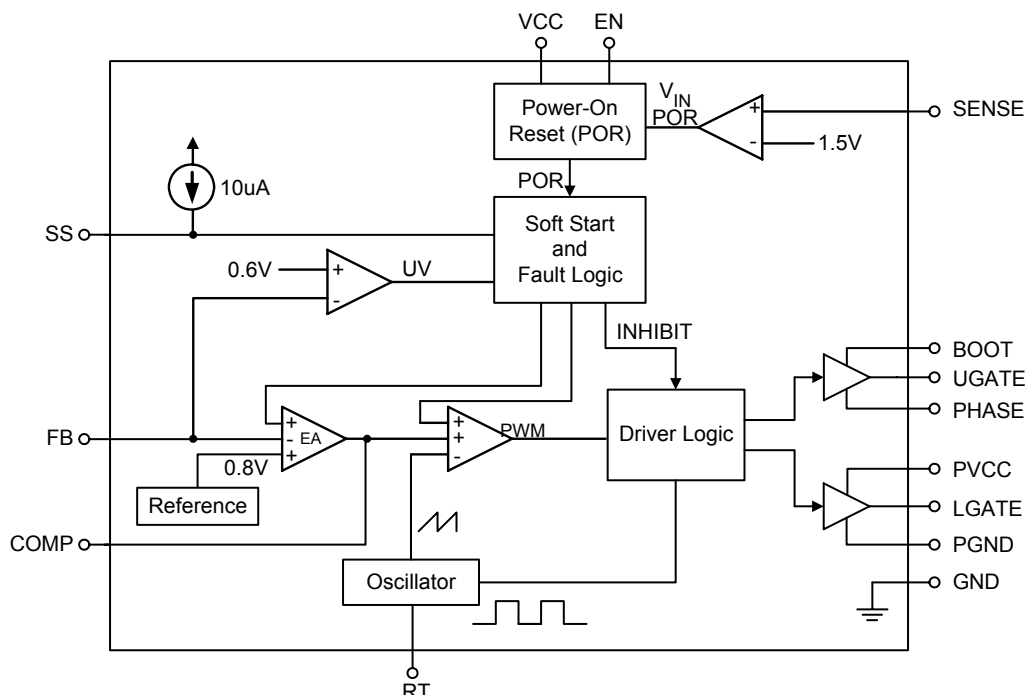 VCC
EN
Power-On
Reset (POR)
VIN
POR
+
-
SENSE
1.5V
POR
10uA
SS
Soft Start
and
Fault Logic
0.6V
+
-
UV
INHIBIT
BOOT
UGATE
PHASE
FB
+
-
+
EA
0.8V
Reference
+
+
-
PWM
Driver Logic
PVCC
LGATE
PGND
COMP
Oscillator
GND
RT